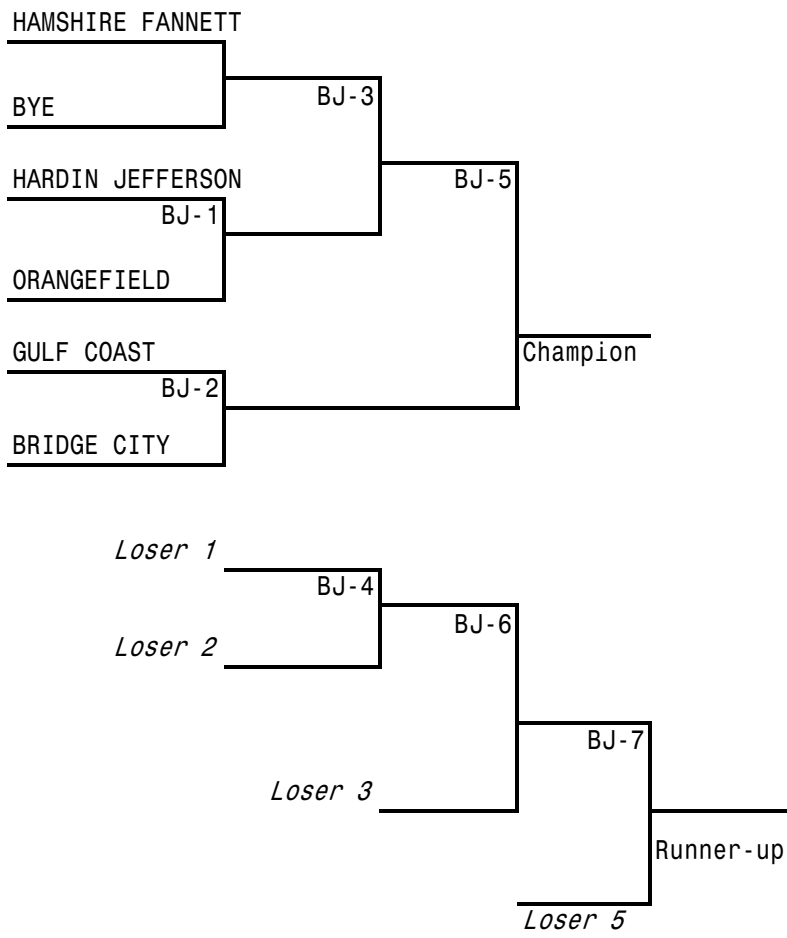 HAMSHIRE FANNETT
BJ-3
BYE
HARDIN JEFFERSON
BJ-5
BJ-1
ORANGEFIELD
GULF COAST
Champion
BJ-2
BRIDGE CITY
Loser 1
BJ-4
BJ-6
Loser 2
BJ-7
Loser 3
Runner-up
Loser 5